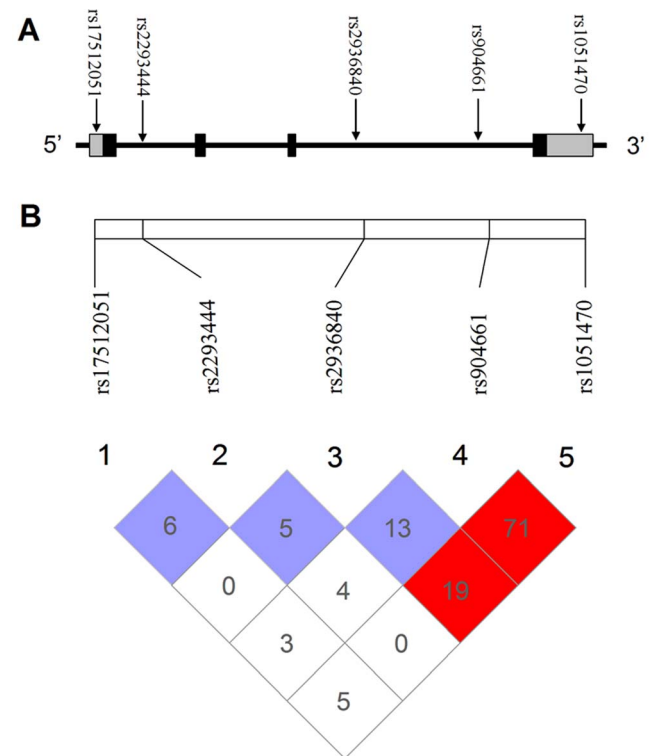 A
rs17512051
rs2293444
rs2936840
rs904661
rs1051470
5’
3’
B
rs17512051
rs2293444
rs2936840
rs904661
rs1051470
1 2 3 4 5
6 5 13 71
0 4 19
3 0
5